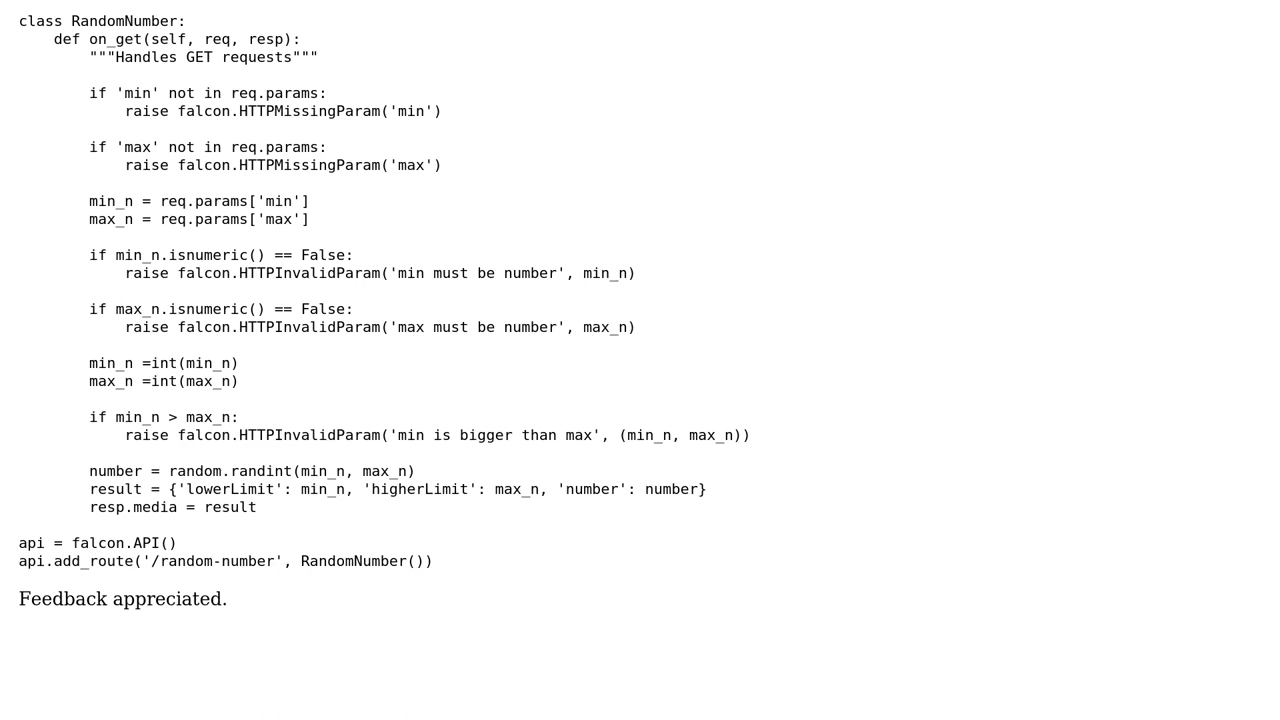 class RandomNumber:
    def on_get(self, req, resp):
        """Handles GET requests"""

        if 'min' not in req.params:
            raise falcon.HTTPMissingParam('min')

        if 'max' not in req.params:
            raise falcon.HTTPMissingParam('max')

        min_n = req.params['min']
        max_n = req.params['max']

        if min_n.isnumeric() == False:
            raise falcon.HTTPInvalidParam('min must be number', min_n)

        if max_n.isnumeric() == False:
            raise falcon.HTTPInvalidParam('max must be number', max_n)

        min_n =int(min_n)
        max_n =int(max_n)

        if min_n > max_n:
            raise falcon.HTTPInvalidParam('min is bigger than max', (min_n, max_n))

        number = random.randint(min_n, max_n)
        result = {'lowerLimit': min_n, 'higherLimit': max_n, 'number': number}
        resp.media = result

api = falcon.API()
api.add_route('/random-number', RandomNumber())

Feedback appreciated.